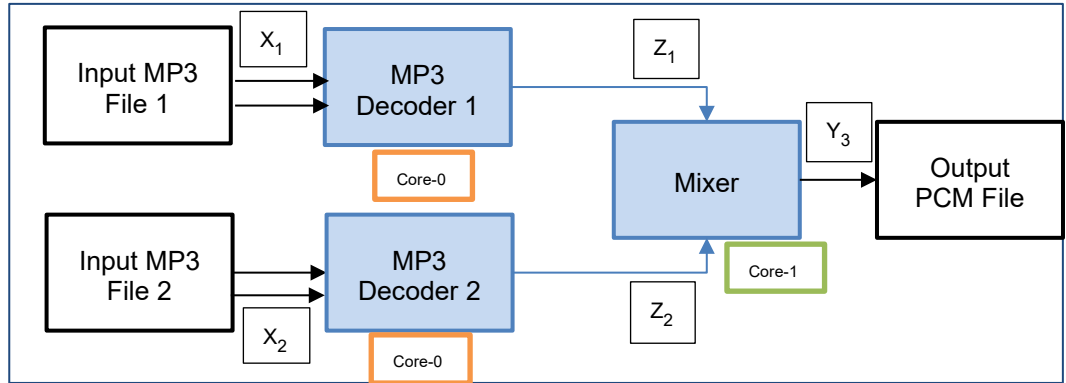 X1
Input MP3
File 1
MP3
Decoder 1
Core-0
Z1
Mixer
Core-1
Y3
Output
PCM File
Input MP3
File 2
X2
MP3
Decoder 2
Core-0
Z2